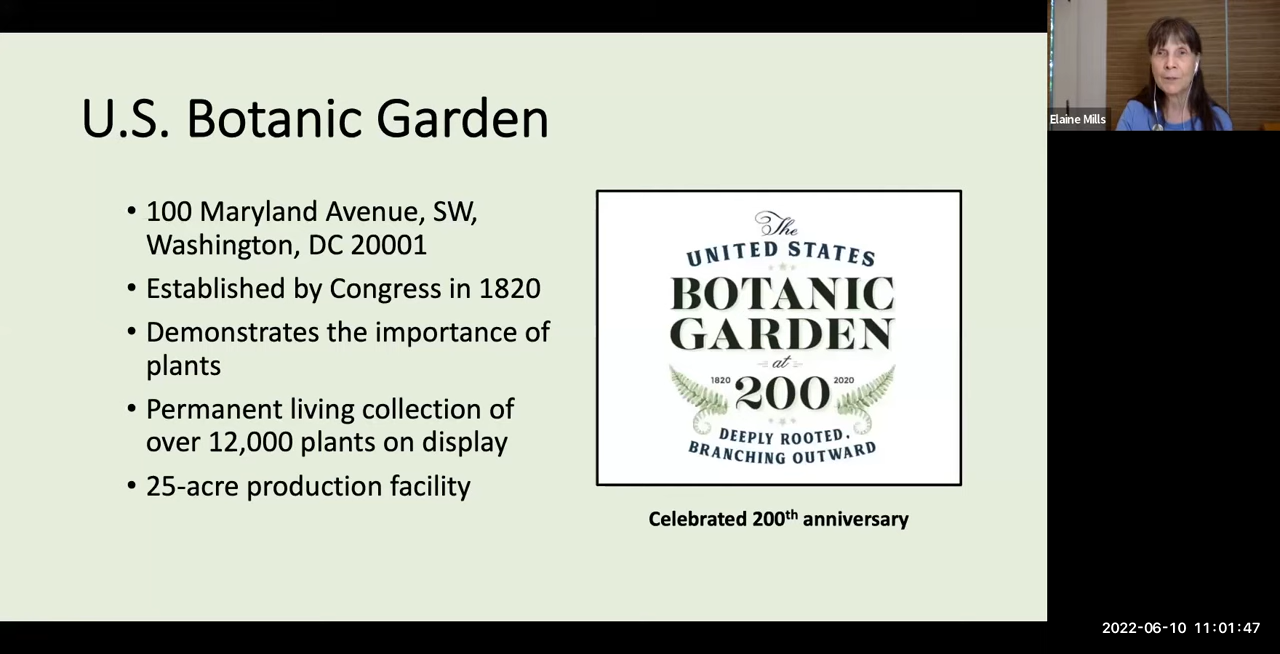 U.S. Botanic Garden
• 100 Maryland Avenue, SW,
Washington, DC 20001
• Established by Congress in 1820
• Demonstrates the importance of
plants
• Permanent living collection of
over 12,000 plants on display
• 25-acre production facility
The
UNITED STATES
BOTANIC
GARDEN
at
1820 200 2020
DEEPLY ROOTED.
BRANCHING OUTWARD
Celebrated 200th anniversary
Elaine Mills
2022-06-10 11:01:47